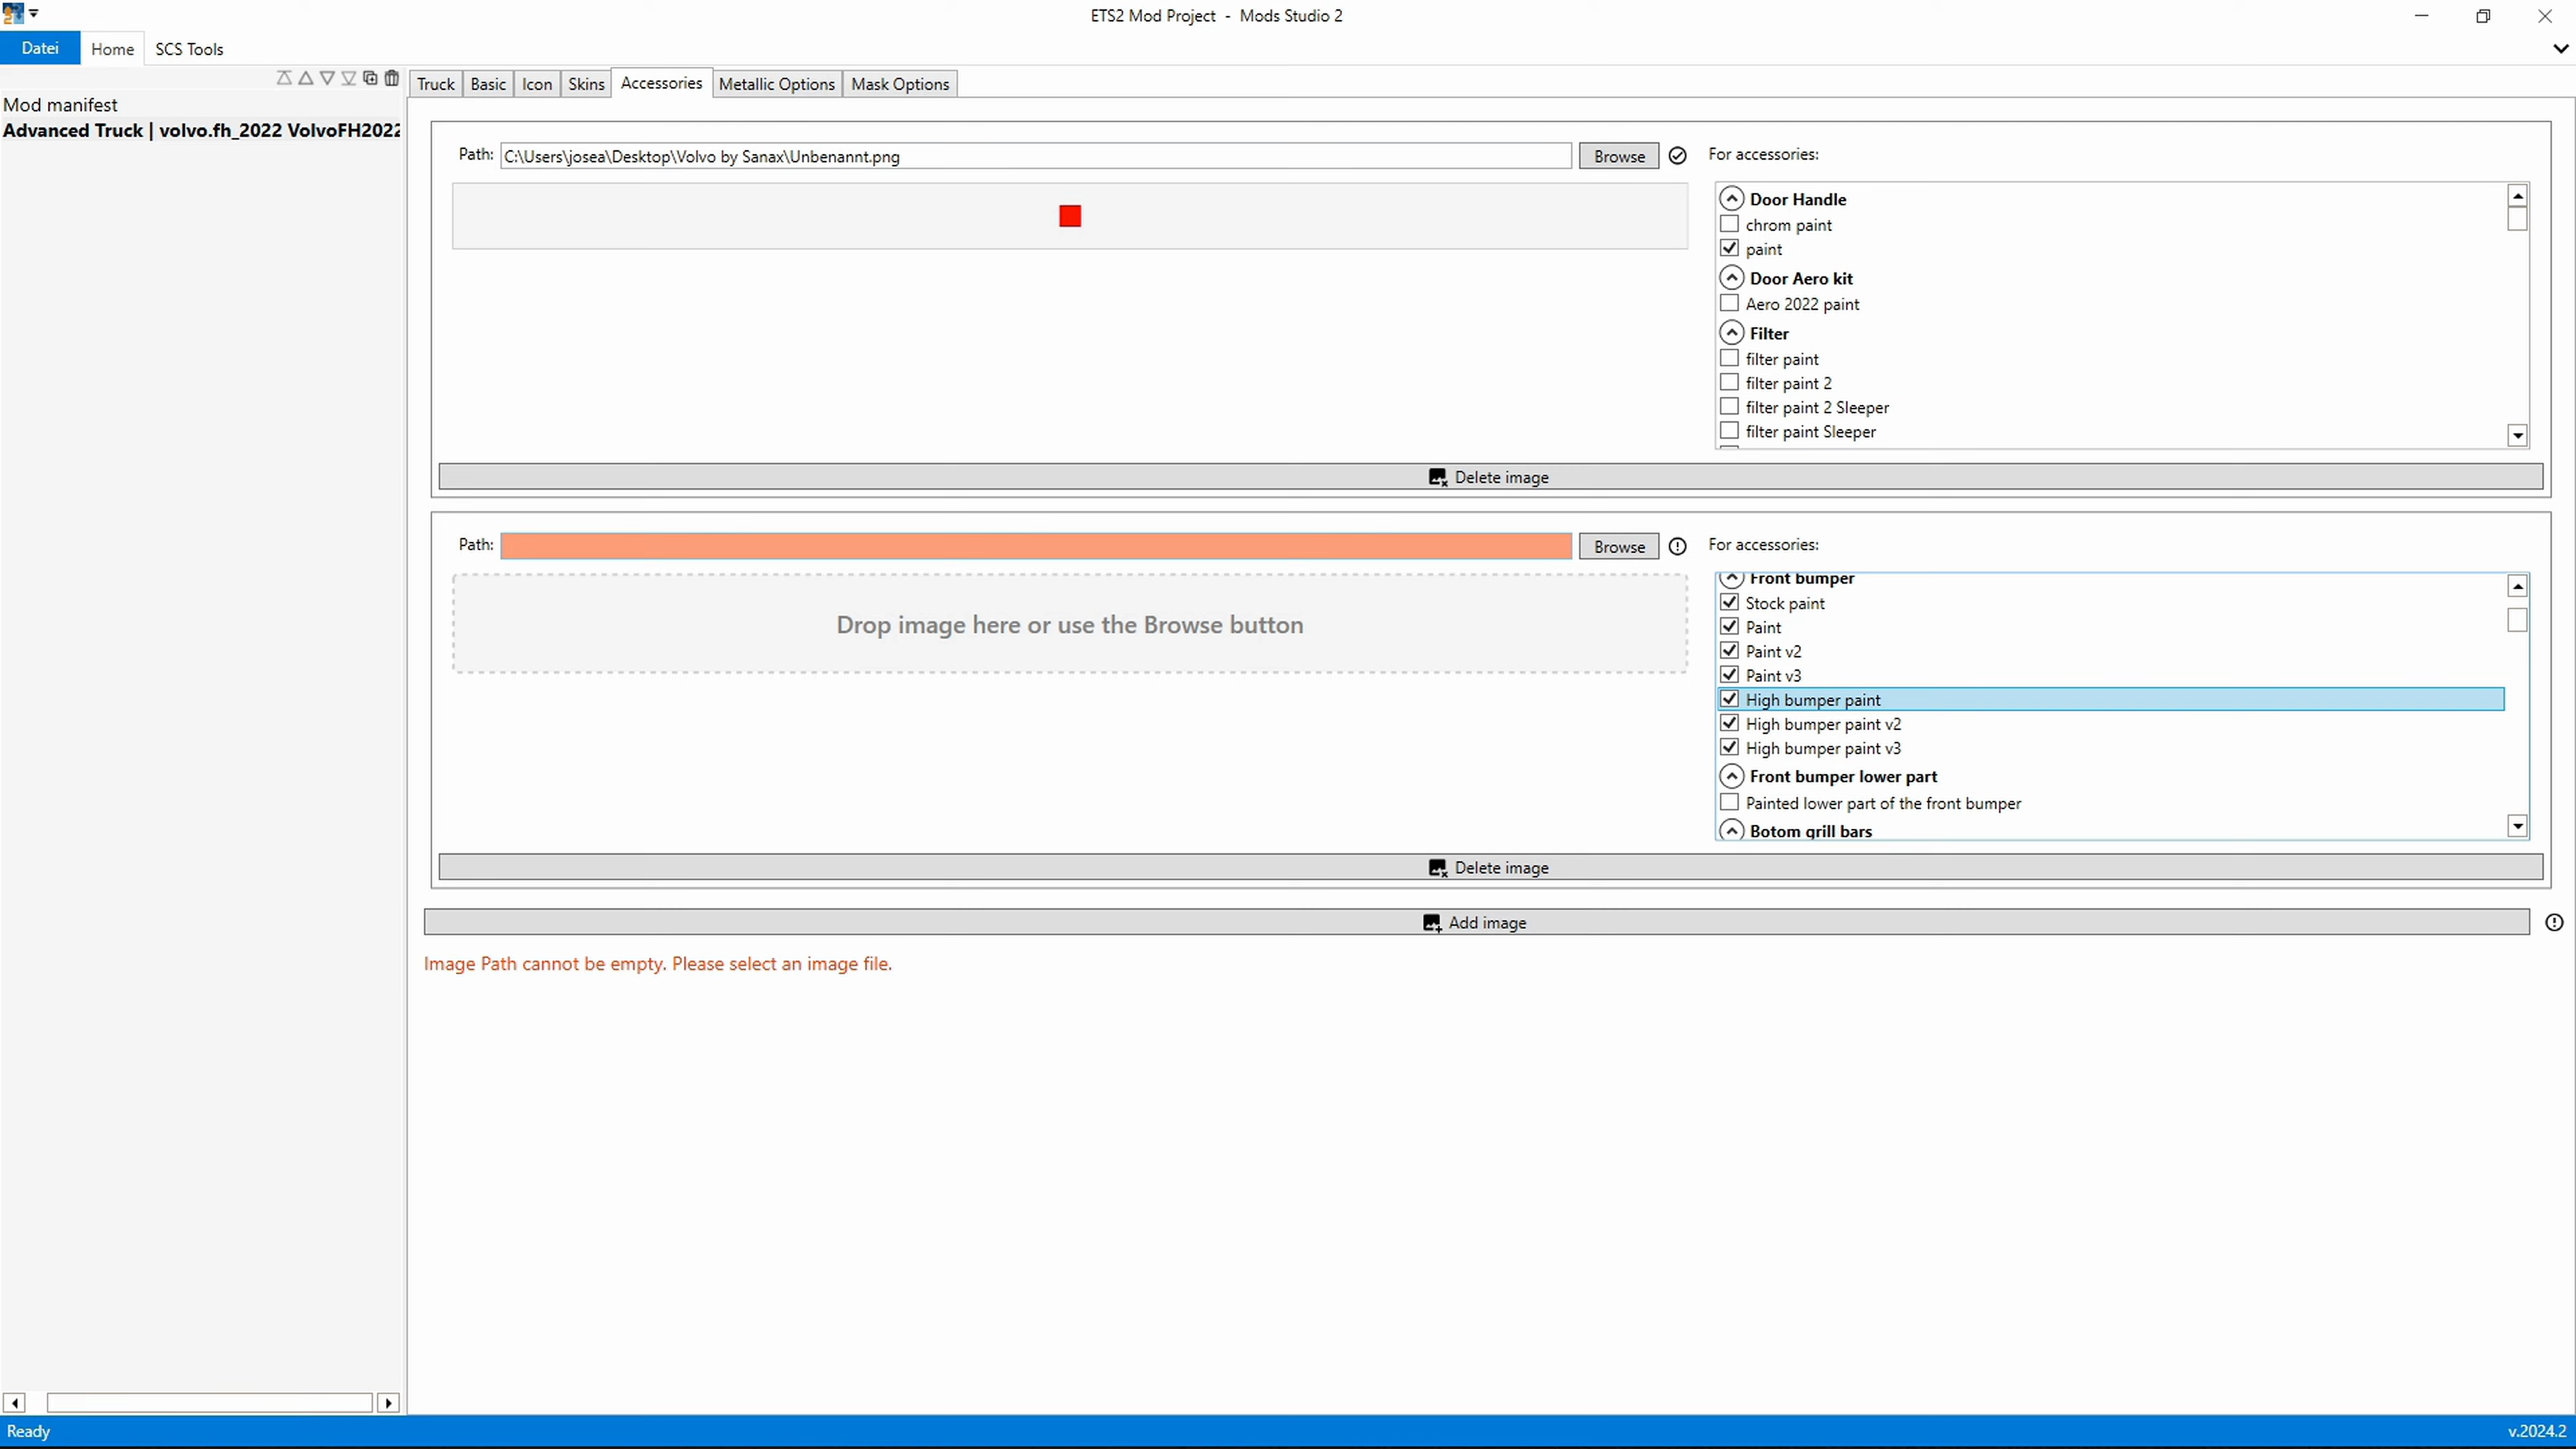 ETS2 Mod Project - Mods Studio 2
Datei Home SCS Tools
Truck Basic Icon Skins Accessories Metallic Options Mask Options
Mod manifest
Advanced Truck | volvo.fh_2022 VolvoFH2022
Path: C:\Users\josea\Desktop\Volvo by Sanax\Unbenannt.png Browse For accessories:
Door Handle
chrom paint
paint
Door Aero kit
Aero 2022 paint
Filter
filter paint
filter paint 2
filter paint 2 Sleeper
filter paint Sleeper
Delete image
Path: Browse For accessories:
Drop image here or use the Browse button
Front bumper
Stock paint
Paint
Paint v2
Paint v3
High bumper paint
High bumper paint v2
High bumper paint v3
Front bumper lower part
Painted lower part of the front bumper
Botom grill bars
Delete image
Add image
Image Path cannot be empty. Please select an image file.
Ready v.2024.2